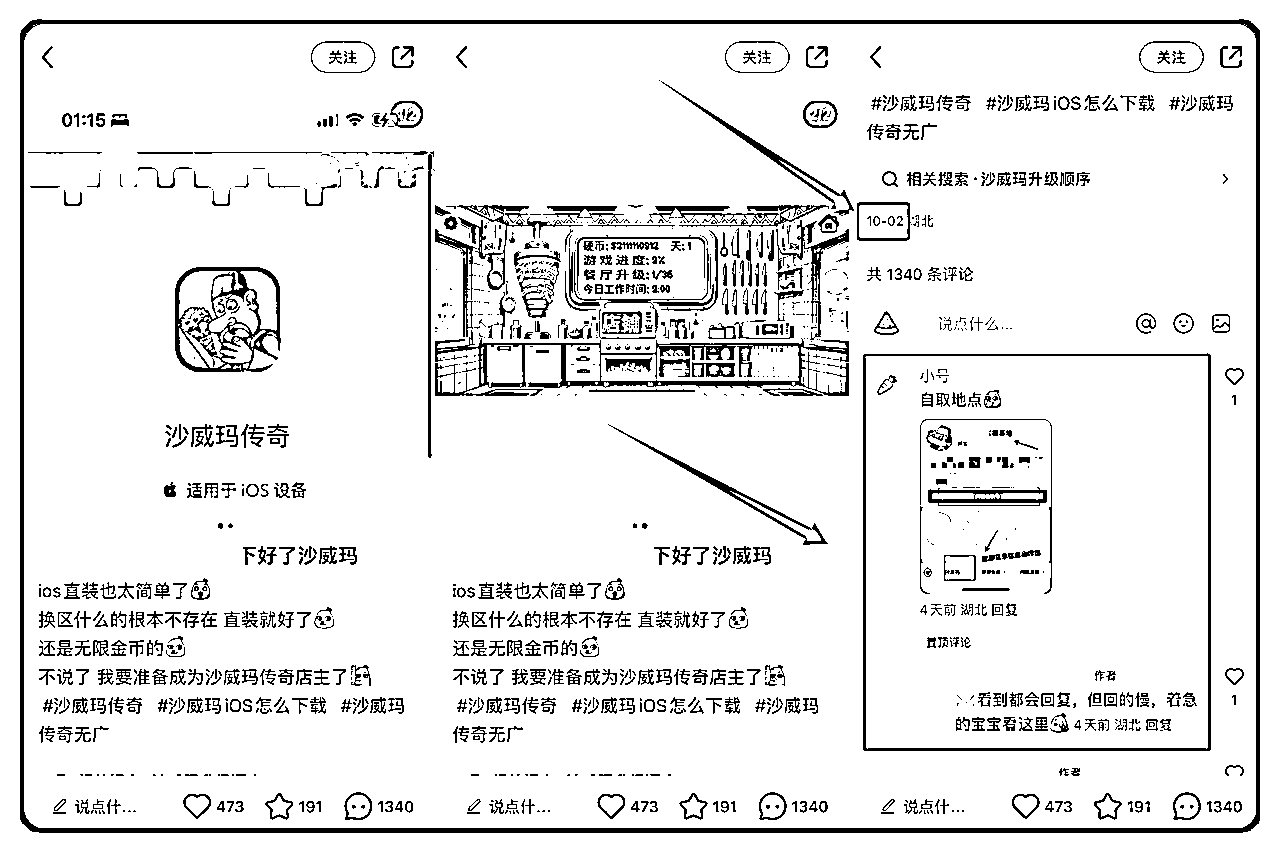 关注
01:15
沙威玛传奇
适用于 iOS 设备
下好了沙威玛
ios直装也太简单了
换区什么的根本不存在 直装就好了
还是无限金币的
不说了 我要准备成为沙威玛传奇店主了
#沙威玛传奇 #沙威玛iOS怎么下载 #沙威玛
传奇无广
说点什...
473
191
1340
关注
硬币: $2111110912 天: 1
游戏进度: 3%
餐厅升级: 1/36
今日工作时间: 2:00
店铺
下好了沙威玛
ios直装也太简单了
换区什么的根本不存在 直装就好了
还是无限金币的
不说了 我要准备成为沙威玛传奇店主了
#沙威玛传奇 #沙威玛iOS怎么下载 #沙威玛
传奇无广
说点什...
473
191
1340
关注
#沙威玛传奇 #沙威玛iOS怎么下载 #沙威玛
传奇无广
相关搜索·沙威玛升级顺序
10-02 湖北
共 1340 条评论
说点什么...
小号
自取地点
1
4天前 湖北 回复
置顶评论
作者
看到都会回复，但回的慢，着急
的宝宝看这里 4天前 湖北 回复
1
作者
说点什...
473
191
1340